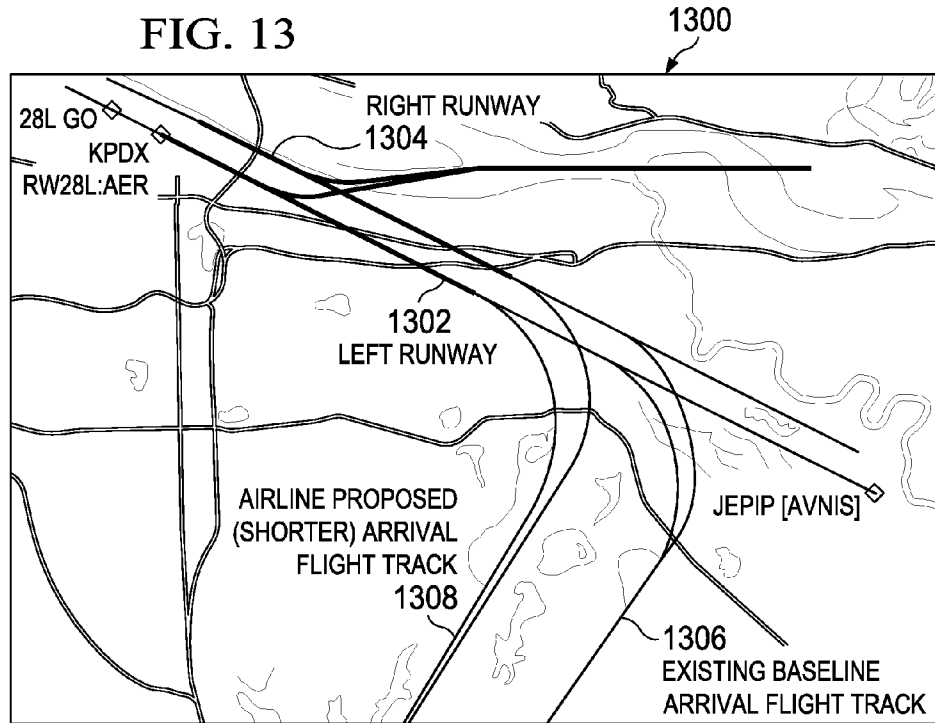 FIG. 13
1300
RIGHT RUNWAY
1304
28L GO
KPDX
RW28L:AER
1302
LEFT RUNWAY
JEPIP [AVNIS]
AIRLINE PROPOSED
(SHORTER) ARRIVAL
FLIGHT TRACK
1308
1306
EXISTING BASELINE
ARRIVAL FLIGHT TRACK